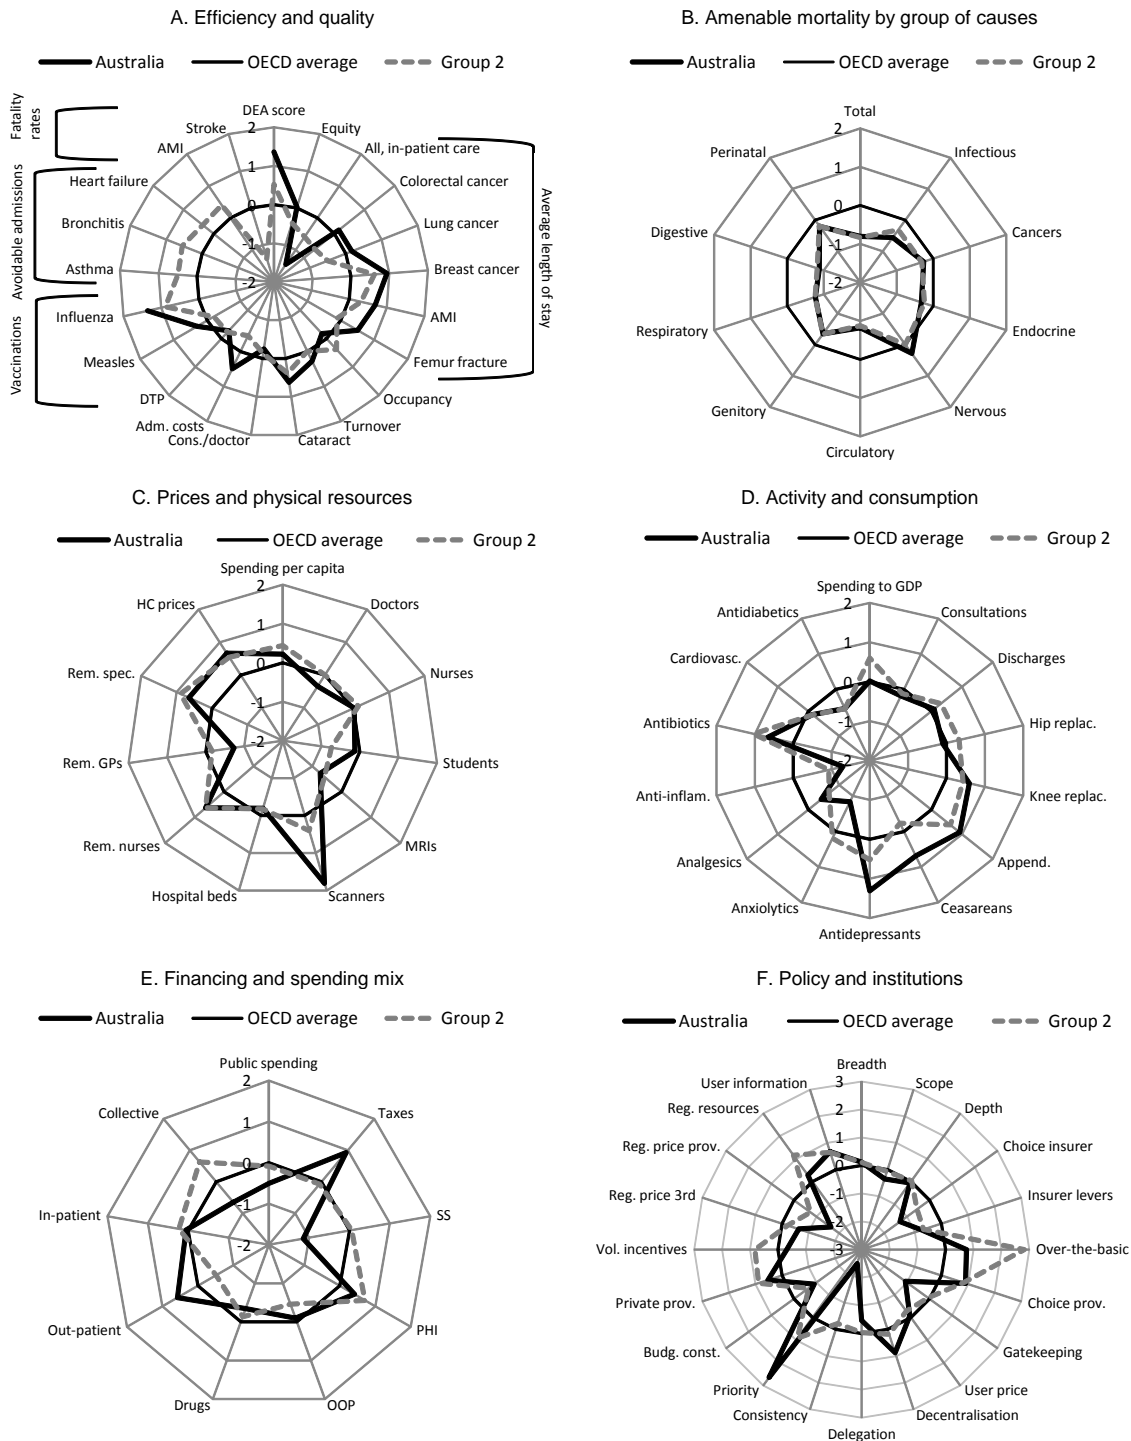 A. Efficiency and quality
Australia
OECD average
Group 2
Fatality
rates
Avoidable admissions
Vaccinations
Average length of stay
DEA score
Equity
All, in-patient care
Colorectal cancer
Lung cancer
Breast cancer
AMI
Femur fracture
Occupancy
Turnover
Cataract
Cons./doctor
Adm. costs
DTP
Measles
Influenza
Asthma
Bronchitis
Heart failure
AMI
Stroke
2
1
0
-1
-2
B. Amenable mortality by group of causes
Australia
OECD average
Group 2
Total
Infectious
Cancers
Endocrine
Nervous
Circulatory
Genitory
Respiratory
Digestive
Perinatal
2
1
0
-1
-2
C. Prices and physical resources
Australia
OECD average
Group 2
Spending per capita
Doctors
Nurses
Students
MRIs
Scanners
Hospital beds
Rem. nurses
Rem. GPs
Rem. spec.
HC prices
2
1
0
-1
-2
D. Activity and consumption
Australia
OECD average
Group 2
Spending to GDP
Consultations
Discharges
Hip replac.
Knee replac.
Append.
Ceasareans
Antidepressants
Anxiolytics
Analgesics
Anti-inflam.
Antibiotics
Cardiovasc.
Antidiabetics
2
1
0
-1
-2
E. Financing and spending mix
Australia
OECD average
Group 2
Public spending
Taxes
SS
PHI
OOP
Drugs
Out-patient
In-patient
Collective
2
1
0
-1
-2
F. Policy and institutions
Australia
OECD average
Group 2
Breadth
Scope
Depth
Choice insurer
Insurer levers
Over-the-basic
Choice prov.
Gatekeeping
User price
Decentralisation
Delegation
Consistency
Priority
Budg. const.
Private prov.
Vol. incentives
Reg. price 3rd
Reg. price prov.
Reg. resources
User information
3
2
1
0
-1
-2
-3